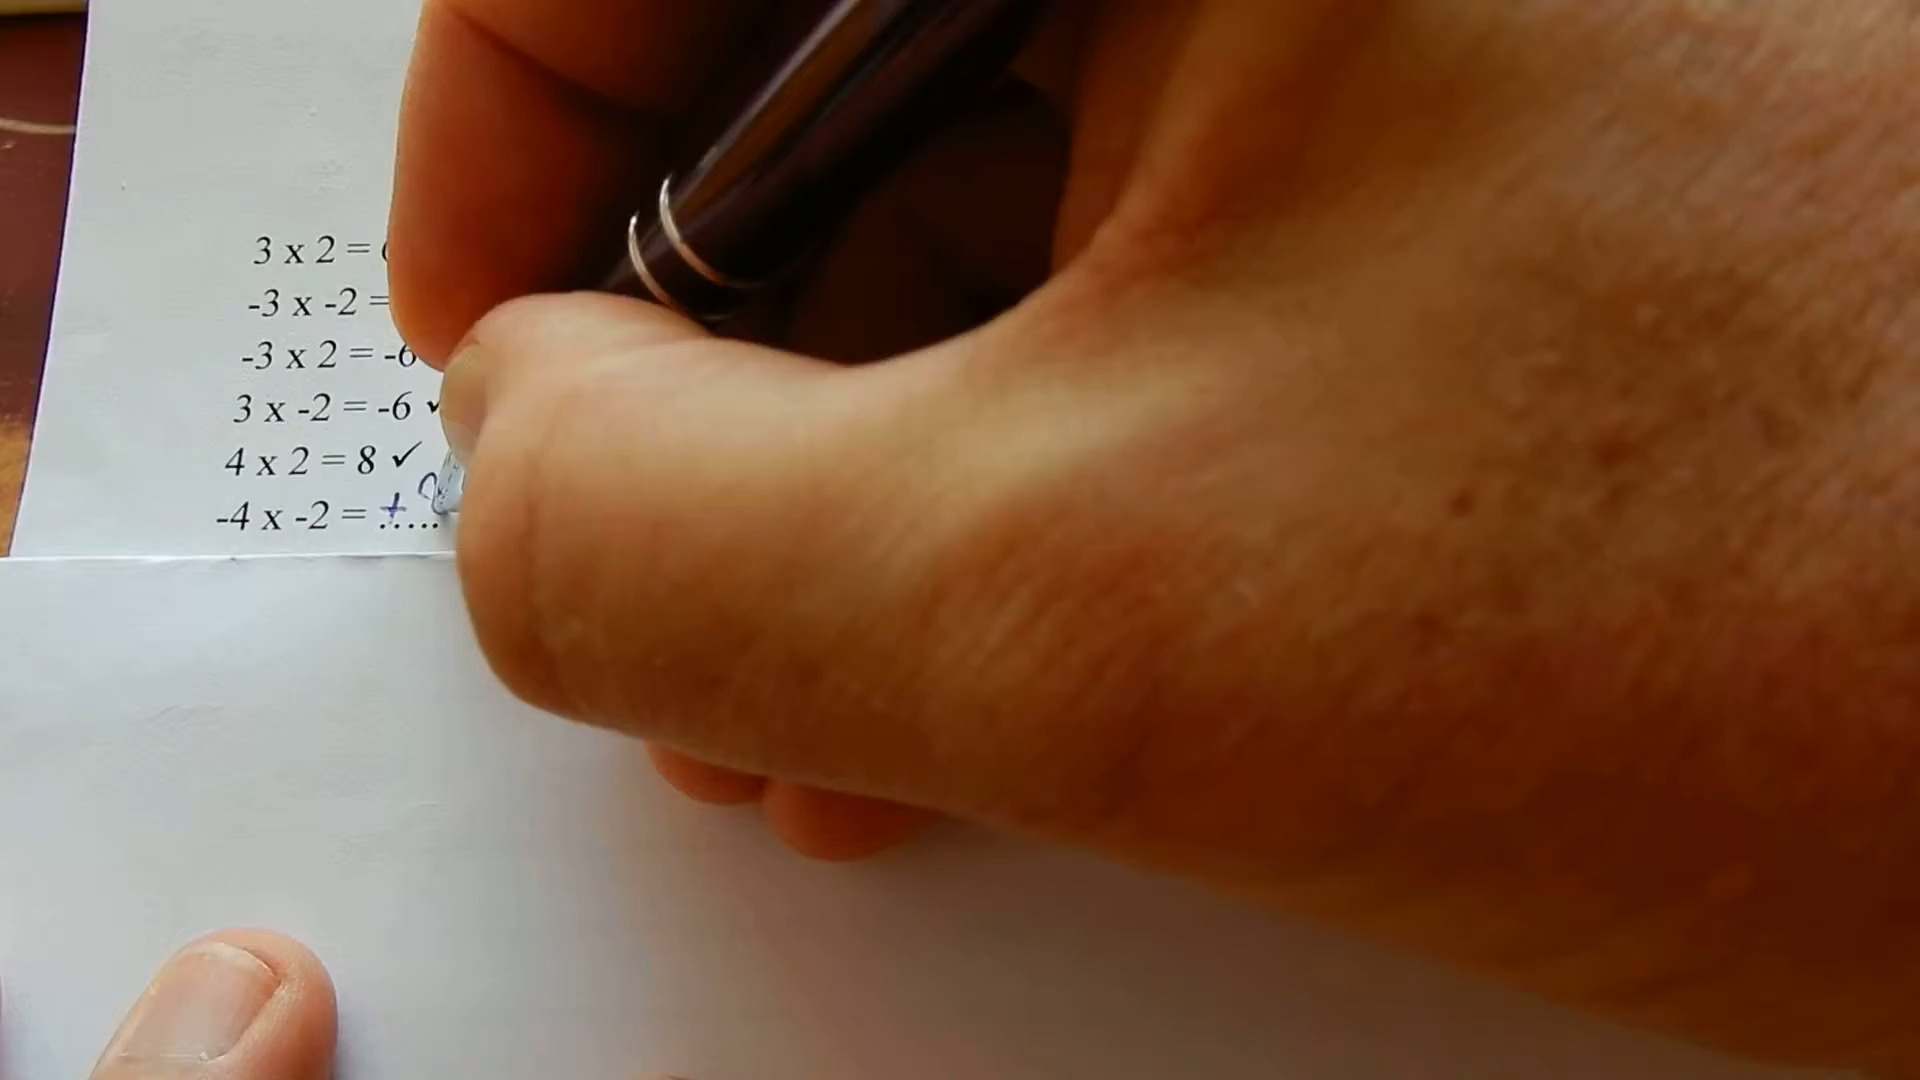 3 x 2 =
-3 x -2 =
-3 x 2 = -6
3 x -2 = -6 ✓
4 x 2 = 8 ✓
-4 x -2 = +.....